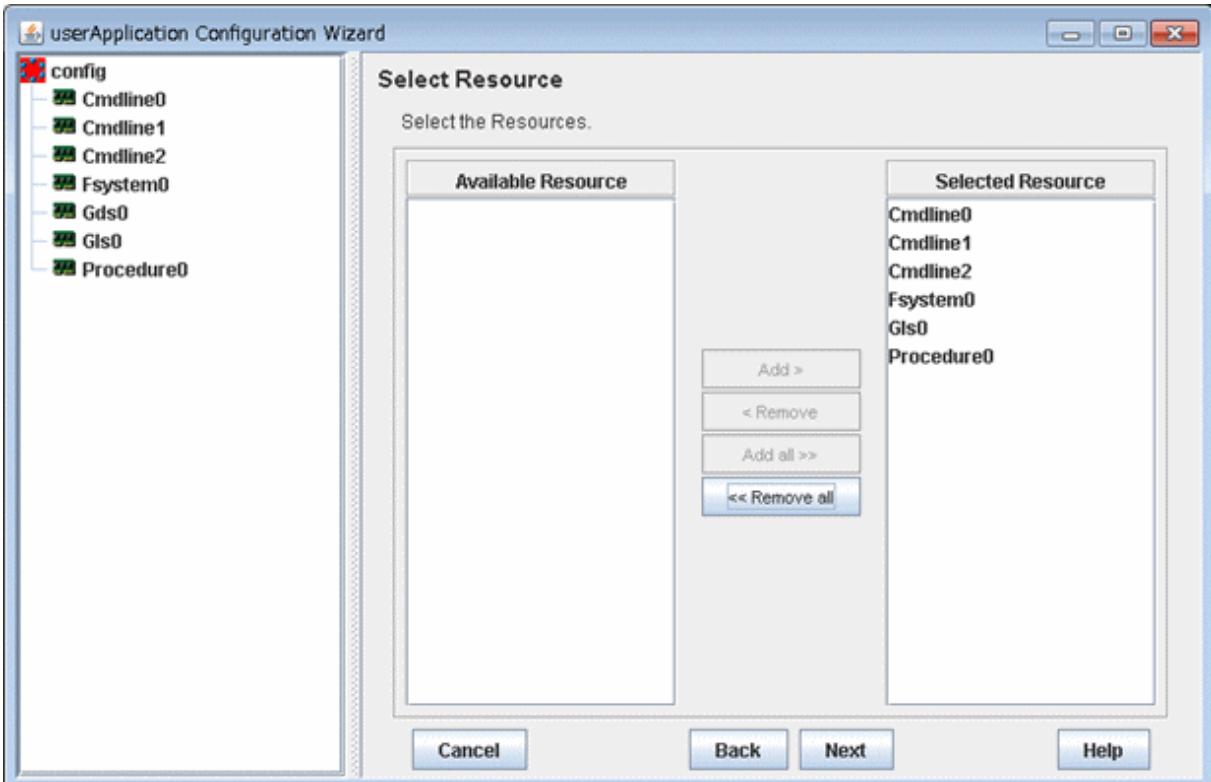 userApplication Configuration Wizard
config
Cmdline0
Cmdline1
Cmdline2
Fsystem0
Gds0
Gls0
Procedure0
Select Resource
Select the Resources.
Available Resource
Add >
< Remove
Add all >>
<< Remove all
Selected Resource
Cmdline0
Cmdline1
Cmdline2
Fsystem0
Gls0
Procedure0
Cancel
Back
Next
Help